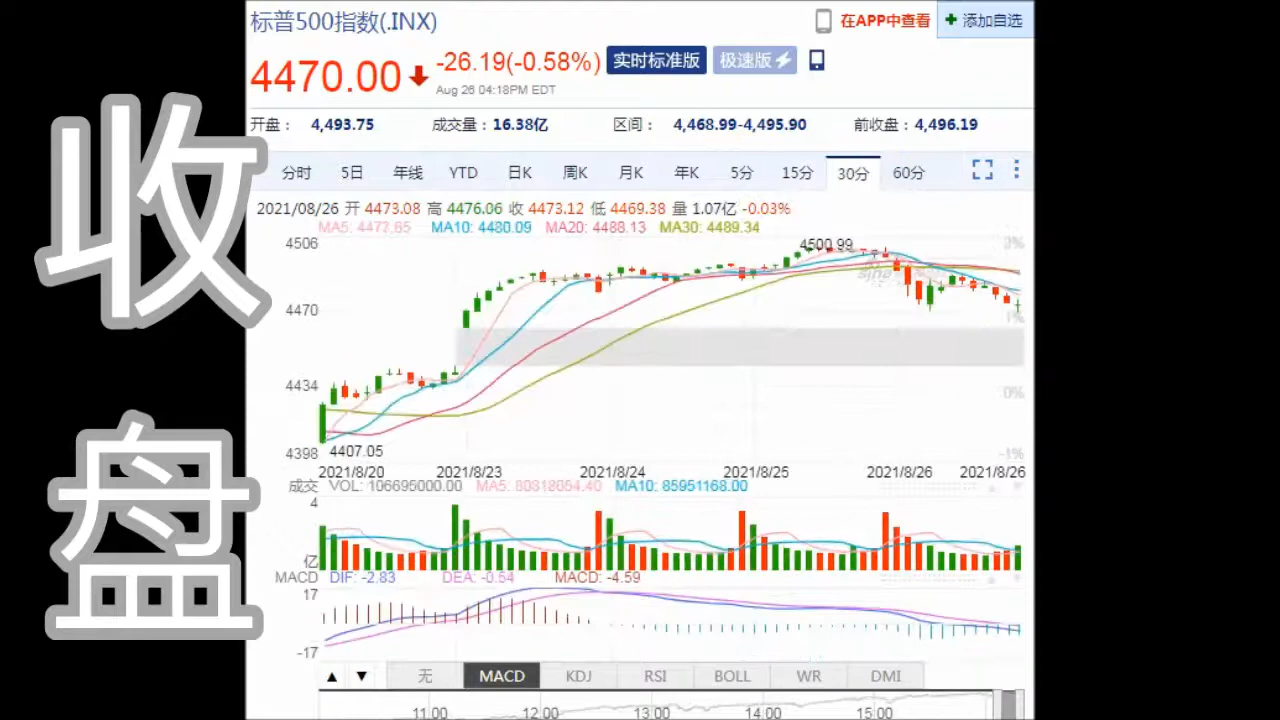 收
盘
标普500指数(.INX)
在APP中查看
添加自选
4470.00
-26.19(-0.58%)
实时标准版
极速版
Aug 26 04:18PM EDT
开盘： 4,493.75 成交量：16.38亿 区间： 4,468.99-4,495.90 前收盘：4,496.19
分时 5日 年线 YTD 日K 周K 月K 年K 5分 15分 30分 60分
2021/08/26 开 4473.08 高 4476.06 收 4473.12 低 4469.38 量 1.07亿 -0.03%
MA5: 4477.65 MA10: 4480.09 MA20: 4488.13 MA30: 4489.34
4506 4500.99
sina
4470 1%
4434 0%
4398 4407.05 -1%
2021/8/20 2021/8/23 2021/8/24 2021/8/25 2021/8/26 2021/8/26
成交 VOL: 106695000.00 MA5: 80818054.40 MA10: 85951168.00
4
亿
MACD DIF: -2.83 DEA: -0.54 MACD: -4.59
17
-17
▲ ▼ 无 MACD KDJ RSI BOLL WR DMI
11:00 12:00 13:00 14:00 15:00